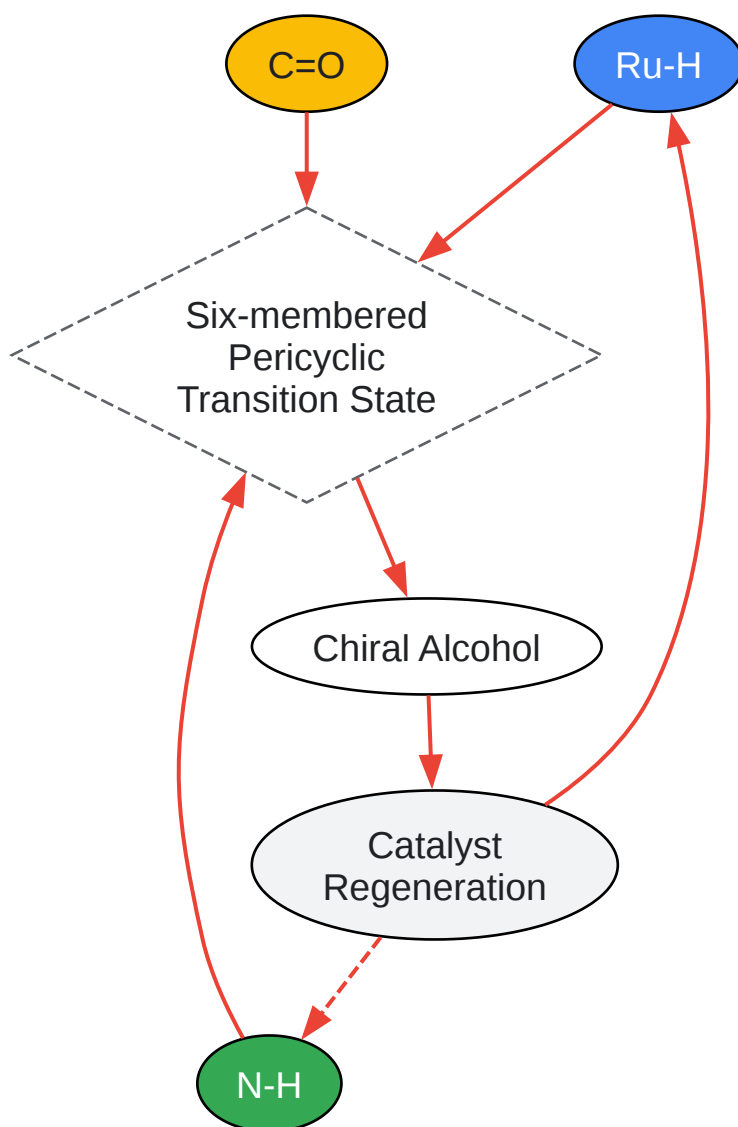 C=O
Ru-H
Six-membered
Pericyclic
Transition State
Chiral Alcohol
Catalyst
Regeneration
N-H